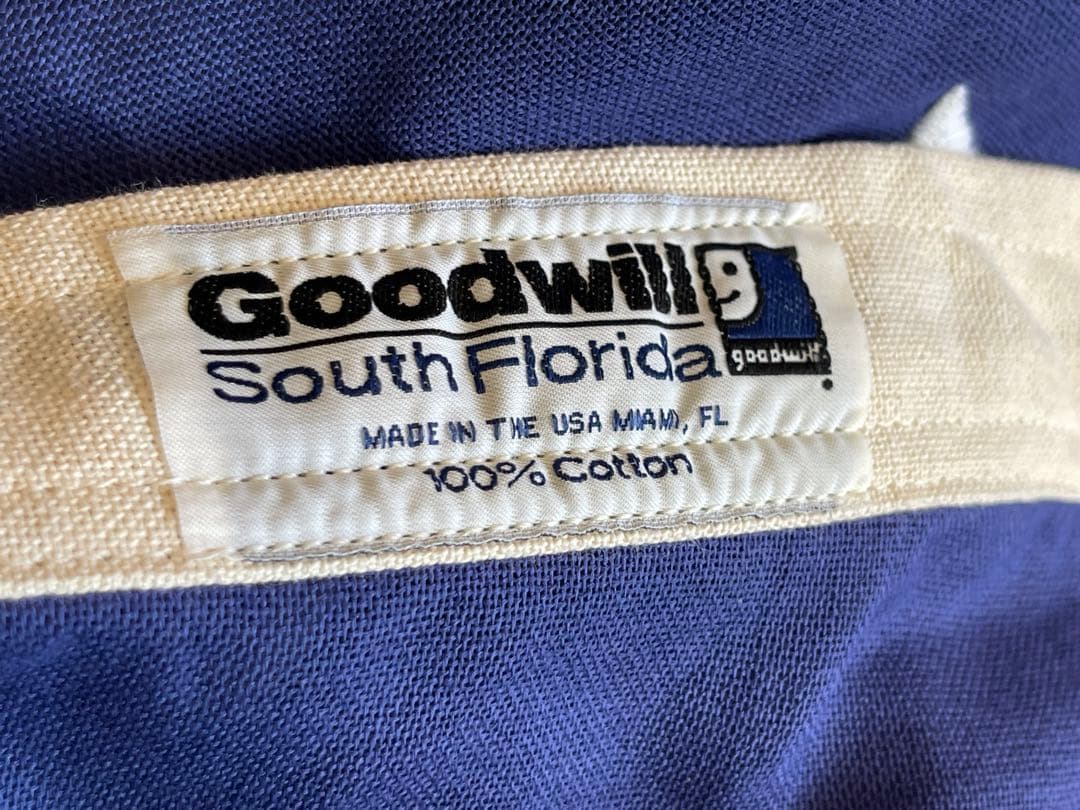 Goodwill
South Florida
goodwill
MADE IN THE USA MIAMI, FL
100% Cotton